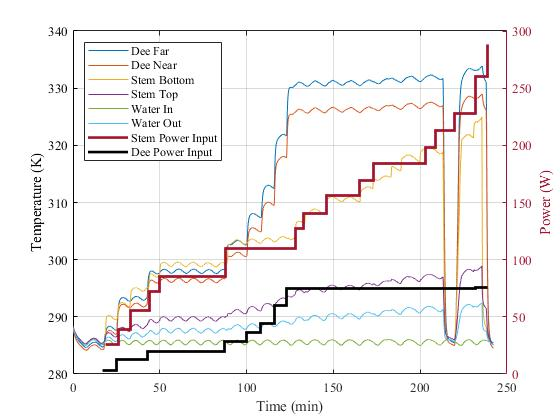 340
330
320
310
300
290
280
Temperature (K)
Dee Far
Dee Near
Stem Bottom
Stem Top
Water In
Water Out
Stem Power Input
Dee Power Input
300
250
200
150
100
50
0
Power (W)
0 50 100 150 200 250
Time (min)